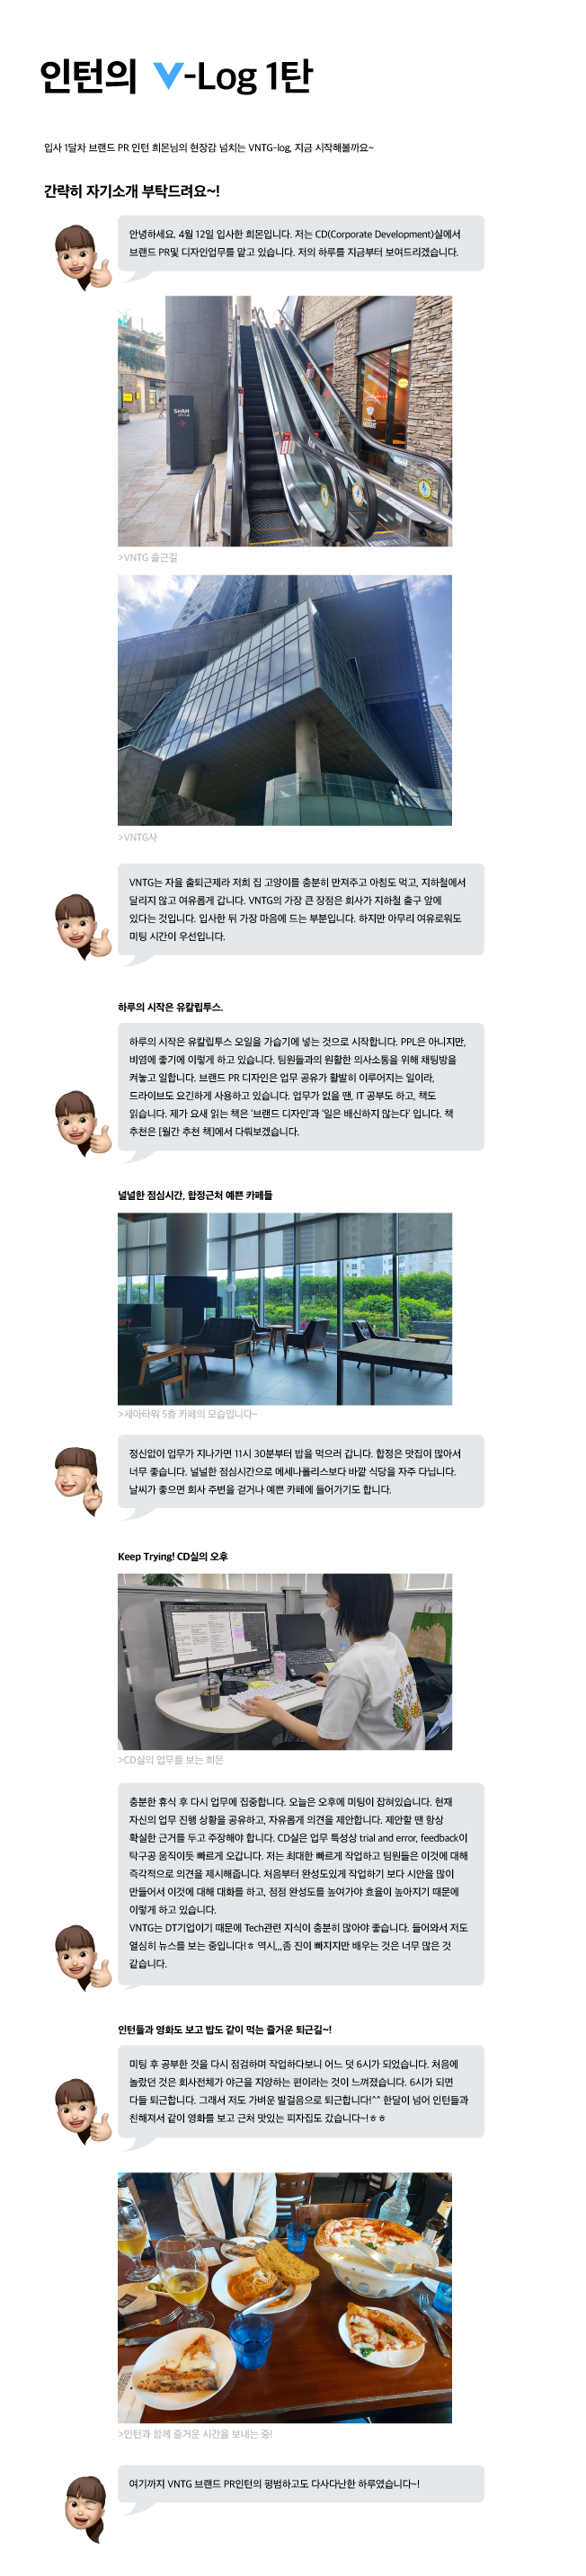 인턴의 V-Log 1탄
입사 1달차 브랜드 PR 인턴 희온님의 현장감 넘치는 VNTG-log, 지금 시작해볼까요~
간략히 자기소개 부탁드려요~!
안녕하세요. 4월 12일 입사한 희온입니다. 저는 CD(Corporate Development)실에서
브랜드 PR및 디자인업무를 맡고 있습니다. 저의 하루를 지금부터 보여드리겠습니다.
SeAH
>VNTG 출근길
>VNTG사
VNTG는 자율 출퇴근제라 저희 집 고양이를 충분히 만져주고 아침도 먹고, 지하철에서
달리지 않고 여유롭게 갑니다. VNTG의 가장 큰 장점은 회사가 지하철 출구 앞에
있다는 것입니다. 입사한 뒤 가장 마음에 드는 부분입니다. 하지만 아무리 여유로워도
미팅 시간이 우선입니다.
하루의 시작은 유칼립투스.
하루의 시작은 유칼립투스 오일을 가습기에 넣는 것으로 시작합니다. PPL은 아니지만,
비염에 좋기에 이렇게 하고 있습니다. 팀원들과의 원활한 의사소통을 위해 채팅방을
켜놓고 일합니다. 브랜드 PR 디자인은 업무 공유가 활발히 이루어지는 일이라,
드라이브도 요긴하게 사용하고 있습니다. 업무가 없을 땐, IT 공부도 하고, 책도
읽습니다. 제가 요새 읽는 책은 '브랜드 디자인'과 '일은 배신하지 않는다' 입니다. 책
추천은 [월간 추천 책]에서 다뤄보겠습니다.
널널한 점심시간, 합정근처 예쁜 카페들
>세아타워 5층 카페의 모습입니다~
정신없이 업무가 지나가면 11시 30분부터 밥을 먹으러 갑니다. 합정은 맛집이 많아서
너무 좋습니다. 널널한 점심시간으로 메세나폴리스보다 바깥 식당을 자주 다닙니다.
날씨가 좋으면 회사 주변을 걷거나 예쁜 카페에 들어가기도 합니다.
Keep Trying! CD실의 오후
>CD실의 업무를 보는 희온
충분한 휴식 후 다시 업무에 집중합니다. 오늘은 오후에 미팅이 잡혀있습니다. 현재
자신의 업무 진행 상황을 공유하고, 자유롭게 의견을 제안합니다. 제안할 땐 항상
확실한 근거를 두고 주장해야 합니다. CD실은 업무 특성상 trial and error, feedback이
탁구공 움직이듯 빠르게 오갑니다. 저는 최대한 빠르게 작업하고 팀원들은 이것에 대해
즉각적으로 의견을 제시해줍니다. 처음부터 완성도있게 작업하기 보다 시안을 많이
만들어서 이것에 대해 대화를 하고, 점점 완성도를 높여가야 효율이 높아지기 때문에
이렇게 하고 있습니다.
VNTG는 DT기업이기 때문에 Tech관련 지식이 충분히 많아야 좋습니다. 들어와서 저도
열심히 뉴스를 보는 중입니다!ㅎ 역시,,,좀 진이 빠지지만 배우는 것은 너무 많은 것
같습니다.
인턴들과 영화도 보고 밥도 같이 먹는 즐거운 퇴근길~!
미팅 후 공부한 것을 다시 점검하며 작업하다보니 어느 덧 6시가 되었습니다. 처음에
놀랐던 것은 회사전체가 야근을 지양하는 편이라는 것이 느껴졌습니다. 6시가 되면
다들 퇴근합니다. 그래서 저도 가벼운 발걸음으로 퇴근합니다!^^ 한달이 넘어 인턴들과
친해져서 같이 영화를 보고 근처 맛있는 피자집도 갔습니다~!ㅎㅎ
>인턴과 함께 즐거운 시간을 보내는 중!
여기까지 VNTG 브랜드 PR인턴의 평범하고도 다사다난한 하루였습니다~!